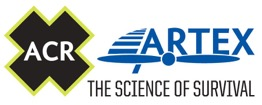 ACR
ARTEX
THE SCIENCE OF SURVIVAL